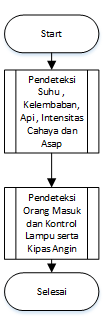 Start
Pendeteksi
Suhu ,
Kelembaban,
Api , Intensitas
Cahaya dan
Asap
Pendeteksi
Orang Masuk
dan Kontrol
Lampu serta
Kipas Angin
Selesai